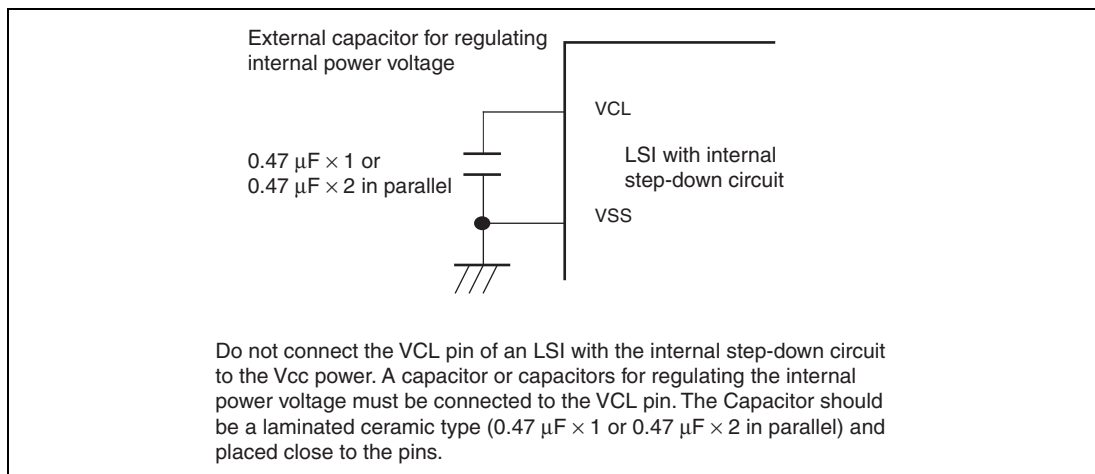 External capacitor for regulating
internal power voltage
VCL
0.47 μF × 1 or
0.47 μF × 2 in parallel
LSI with internal
step-down circuit
VSS
Do not connect the VCL pin of an LSI with the internal step-down circuit
to the Vcc power. A capacitor or capacitors for regulating the internal
power voltage must be connected to the VCL pin. The Capacitor should
be a laminated ceramic type (0.47 μF × 1 or 0.47 μF × 2 in parallel) and
placed close to the pins.